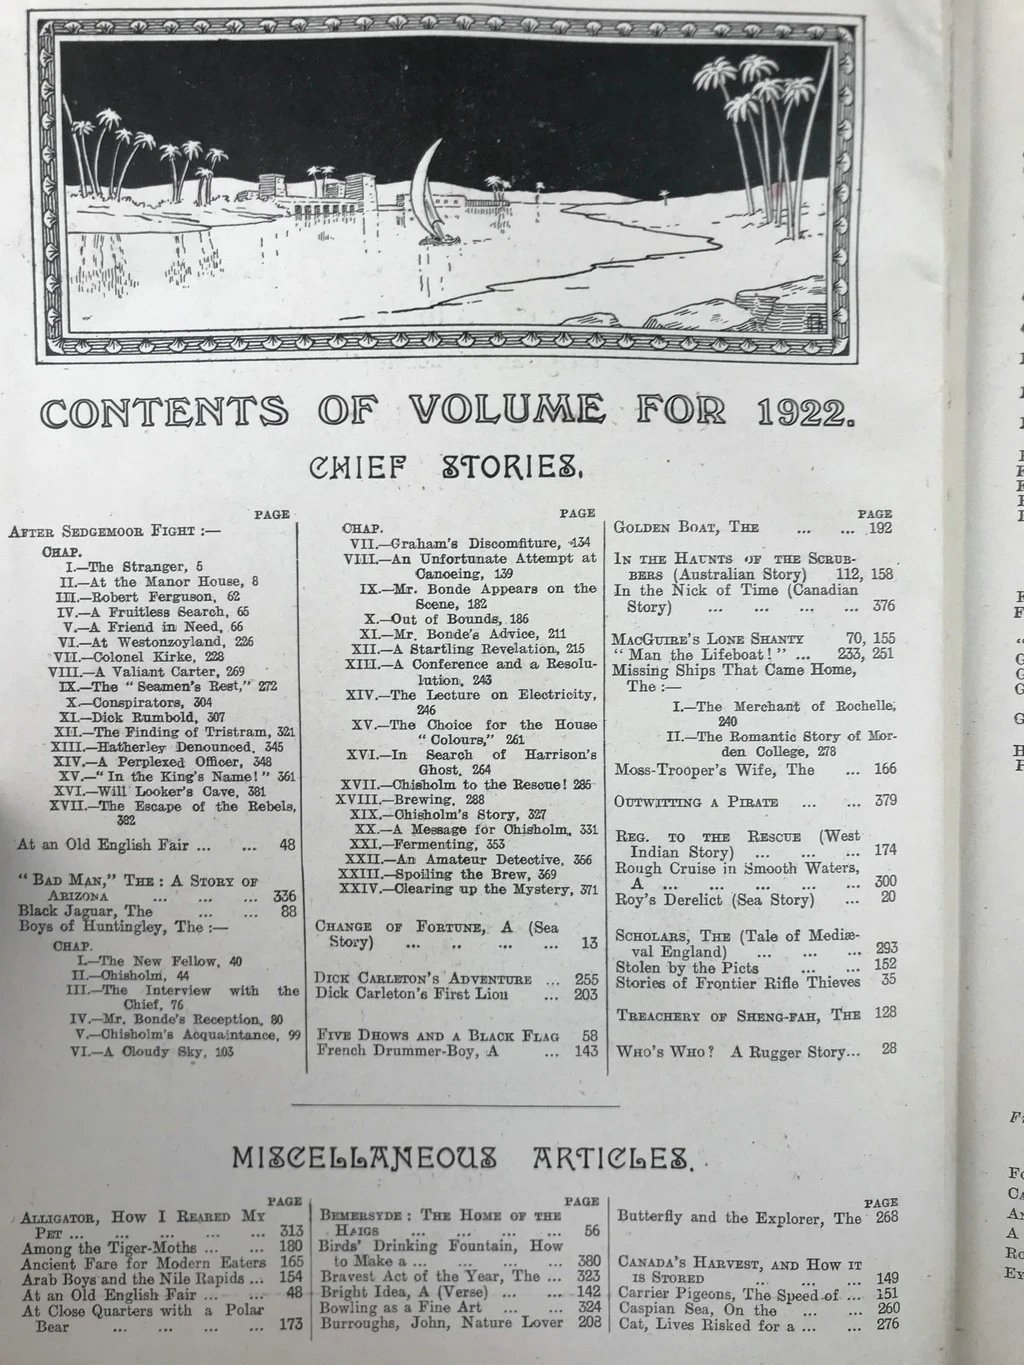 CONTENTS OF VOLUME FOR 1922.
CHIEF STORIES.
PAGE
AFTER SEDGEMOOR FIGHT :—
CHAP.
I.—The Stranger, 5
II.—At the Manor House, 8
III.—Robert Ferguson, 62
IV.—A Fruitless Search, 65
V.—A Friend in Need, 66
VI.—At Westonzoyland, 226
VII.—Colonel Kirke, 228
VIII.—A Valiant Carter, 269
IX.—The “Seamen's Rest,” 272
X.—Conspirators, 304
XI.—Dick Rumbold, 307
XII.—The Finding of Tristram, 321
XIII.—Hatherley Denounced, 345
XIV.—A Perplexed Officer, 348
XV.—“In the King's Name!” 361
XVI.—Will Looker's Cave, 381
XVII.—The Escape of the Rebels,
382
At an Old English Fair ... ... 48
“BAD MAN,” THE : A STORY OF
ARIZONA ... ... ... 336
Black Jaguar, The ... ... 88
Boys of Huntingley, The :—
CHAP.
I.—The New Fellow, 40
II.—Chisholm, 44
III.—The Interview with the
Chief, 76
IV.—Mr. Bonde's Reception, 80
V.—Chisholm's Acquaintance, 99
VI.—A Cloudy Sky, 103
PAGE
CHAP.
VII.—Graham's Discomfiture, 134
VIII.—An Unfortunate Attempt at
Canoeing, 139
IX.—Mr. Bonde Appears on the
Scene, 182
X.—Out of Bounds, 186
XI.—Mr. Bonde's Advice, 211
XII.—A Startling Revelation, 215
XIII.—A Conference and a Resolu-
lution, 243
XIV.—The Lecture on Electricity,
246
XV.—The Choice for the House
“Colours,” 261
XVI.—In Search of Harrison's
Ghost, 264
XVII.—Chisholm to the Rescue! 285
XVIII.—Brewing, 288
XIX.—Chisholm's Story, 327
XX.—A Message for Chisholm, 331
XXI.—Fermenting, 353
XXII.—An Amateur Detective, 356
XXIII.—Spoiling the Brew, 369
XXIV.—Clearing up the Mystery, 371
CHANGE OF FORTUNE, A (Sea
Story) ... .. ... ... 13
DICK CARLETON'S ADVENTURE ... 255
Dick Carleton's First Lion ... 203
FIVE DHOWS AND A BLACK FLAG 58
French Drummer-Boy, A ... 143
PAGE
GOLDEN BOAT, THE ... ... 192
IN THE HAUNTS OF THE SCRUB-
BERS (Australian Story) 112, 158
In the Nick of Time (Canadian
Story) ... ... ... ... 376
MACGUIRE'S LONE SHANTY 70, 155
“Man the Lifeboat!” ... 233, 251
Missing Ships That Came Home,
The :—
I.—The Merchant of Rochelle,
240
II.—The Romantic Story of Mor-
den College, 278
Moss-Trooper's Wife, The ... 166
OUTWITTING A PIRATE ... ... 379
REG. TO THE RESCUE (West
Indian Story) ... ... ... 174
Rough Cruise in Smooth Waters,
A ... ... ... ... ... 300
Roy's Derelict (Sea Story) ... 20
SCHOLARS, THE (Tale of Mediæ-
val England) ... ... ... 293
Stolen by the Picts ... ... 152
Stories of Frontier Rifle Thieves 35
TREACHERY OF SHENG-FAH, THE 128
WHO'S WHO? A Rugger Story... 28
MISCELLANEOUS ARTICLES.
PAGE
ALLIGATOR, HOW I REARED MY
PET ... ... ... ... ... 313
Among the Tiger-Moths ... ... 180
Ancient Fare for Modern Eaters 165
Arab Boys and the Nile Rapids ... 154
At an Old English Fair ... ... 48
At Close Quarters with a Polar
Bear ... ... ... ... 173
PAGE
BEMERSYDE : THE HOME OF THE
HAIGS ... ... ... ... 56
Birds' Drinking Fountain, How
to Make a ... ... ... ... 380
Bravest Act of the Year, The ... 323
Bright Idea, A (Verse) ... ... 142
Bowling as a Fine Art ... ... 324
Burroughs, John, Nature Lover 208
PAGE
Butterfly and the Explorer, The 268
CANADA'S HARVEST, AND HOW IT
IS STORED ... ... ... 149
Carrier Pigeons, The Speed of ... 151
Caspian Sea, On the ... ... 260
Cat, Lives Risked for a ... ... 276